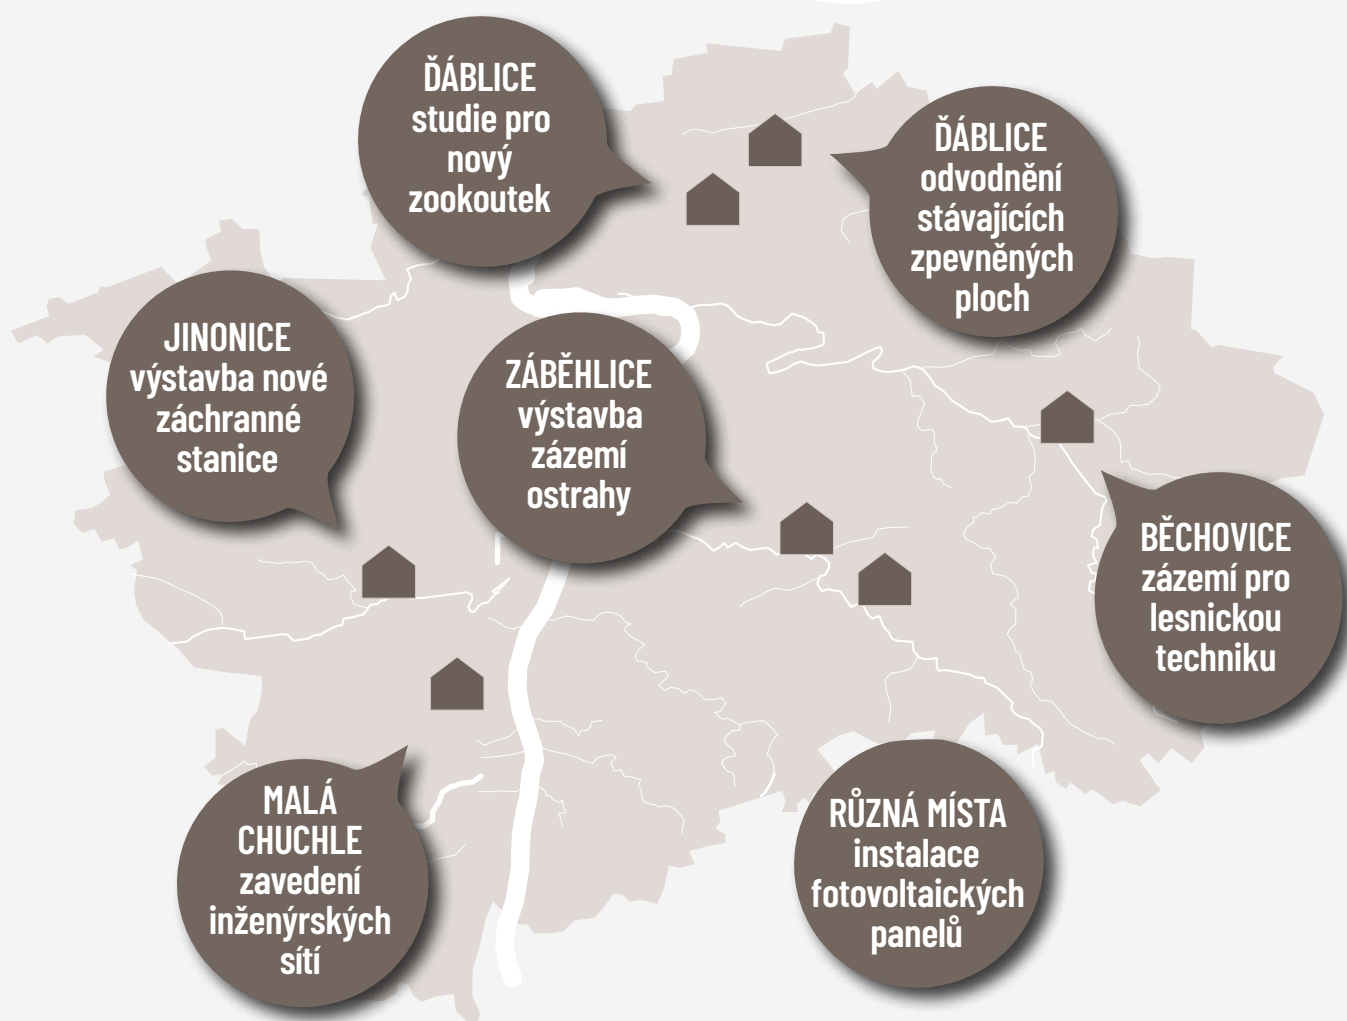 ĎÁBLICE
studie pro
nový
zookoutek
ĎÁBLICE
odvodnění
stávajících
zpevněných
ploch
JINONICE
výstavba nové
záchranné
stanice
ZÁBĚHLICE
výstavba
zázemí
ostrahy
BĚCHOVICE
zázemí pro
lesnickou
techniku
MALÁ
CHUCHLE
zavedení
inženýrských
sítí
RŮZNÁ MÍSTA
instalace
fotovoltaických
panelů